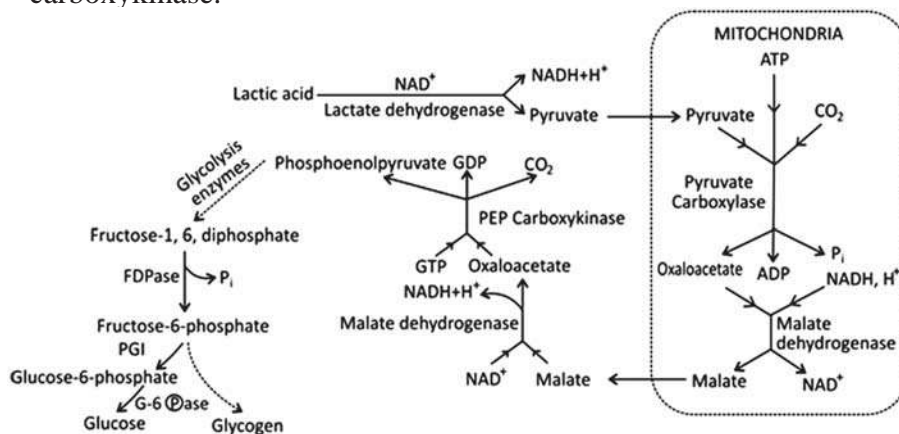 carboxykinase.
MITOCHONDRIA
ATP
NAD+
NADH+H+
Lactic acid
Lactate dehydrogenase
Pyruvate
Pyruvate
CO2
Glycolysis
enzymes
Phosphoenolpyruvate GDP
CO2
Pyruvate
Carboxylase
PEP Carboxykinase
Fructose-1, 6, diphosphate
FDPase
Pi
GTP
Oxaloacetate
Oxaloacetate
ADP
Pi
NADH+H+
NADH, H+
Malate dehydrogenase
Malate
dehydrogenase
Fructose-6-phosphate
PGI
Glucose-6-phosphate
NAD+
Malate
Malate
NAD+
G-6 Pase
Glucose
Glycogen